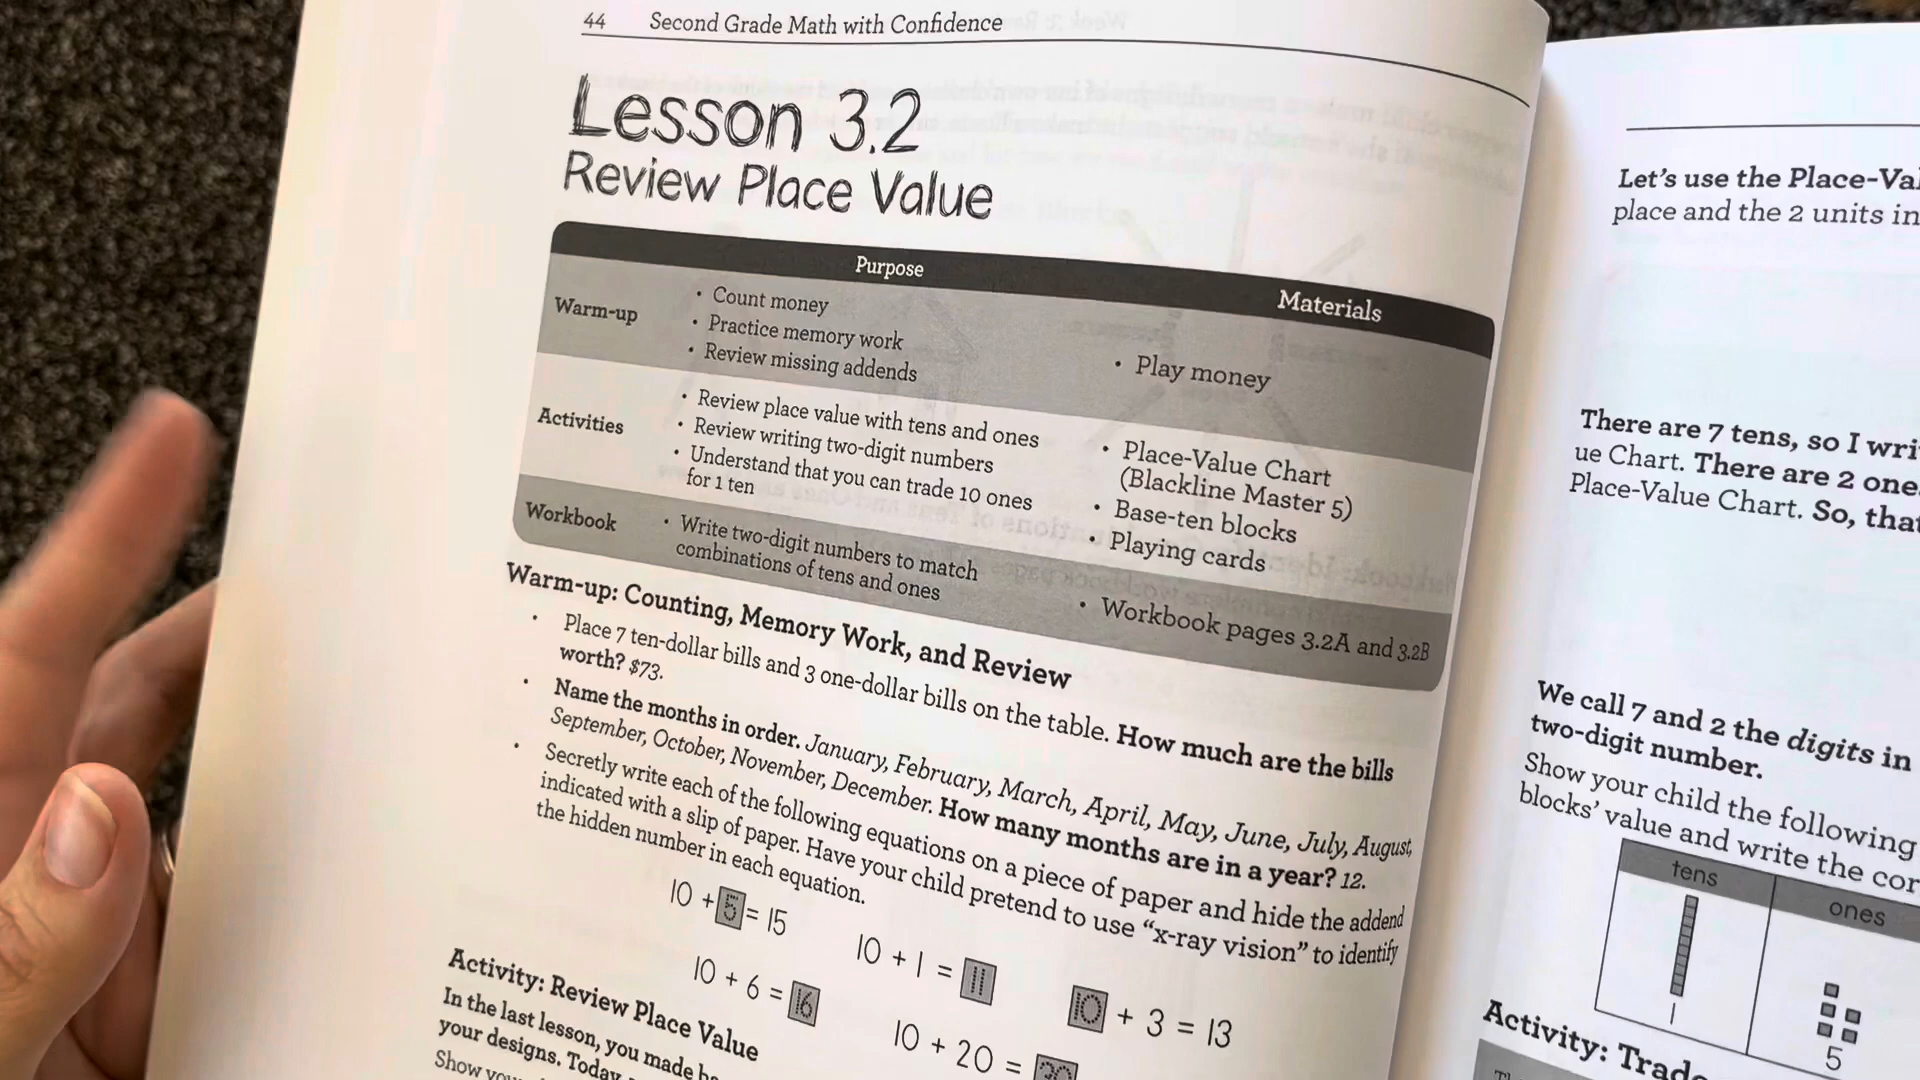 44 Second Grade Math with Confidence
Lesson 3.2
Review Place Value
Purpose
Materials
Warm-up
• Count money
• Practice memory work
• Review missing addends
• Play money
Activities
• Review place value with tens and ones
• Review writing two-digit numbers
• Understand that you can trade 10 ones
for 1 ten
• Place-Value Chart
(Blackline Master 5)
• Base-ten blocks
• Playing cards
Workbook
• Write two-digit numbers to match
combinations of tens and ones
• Workbook pages 3.2A and 3.2B
Warm-up: Counting, Memory Work, and Review
• Place 7 ten-dollar bills and 3 one-dollar bills on the table. How much are the bills
worth? $73.
• Name the months in order. January, February, March, April, May, June, July, August,
September, October, November, December. How many months are in a year? 12.
• Secretly write each of the following equations on a piece of paper and hide the addend
indicated with a slip of paper. Have your child pretend to use “x-ray vision” to identify
the hidden number in each equation.
10 + 5 = 15
10 + 1 = 11
10 + 3 = 13
10 + 6 = 16
10 + 20 =
Activity: Review Place Value
In the last lesson, you made
your designs. Today
Show
Let’s use the
place and the 2 units in
There are 7 tens, so I
ue Chart. There are 2
Place-Value Chart. So,
We call 7 and 2 the digits in
two-digit number.
Show your child the following
blocks’ value and write the
tens
ones
1
5
Activity: